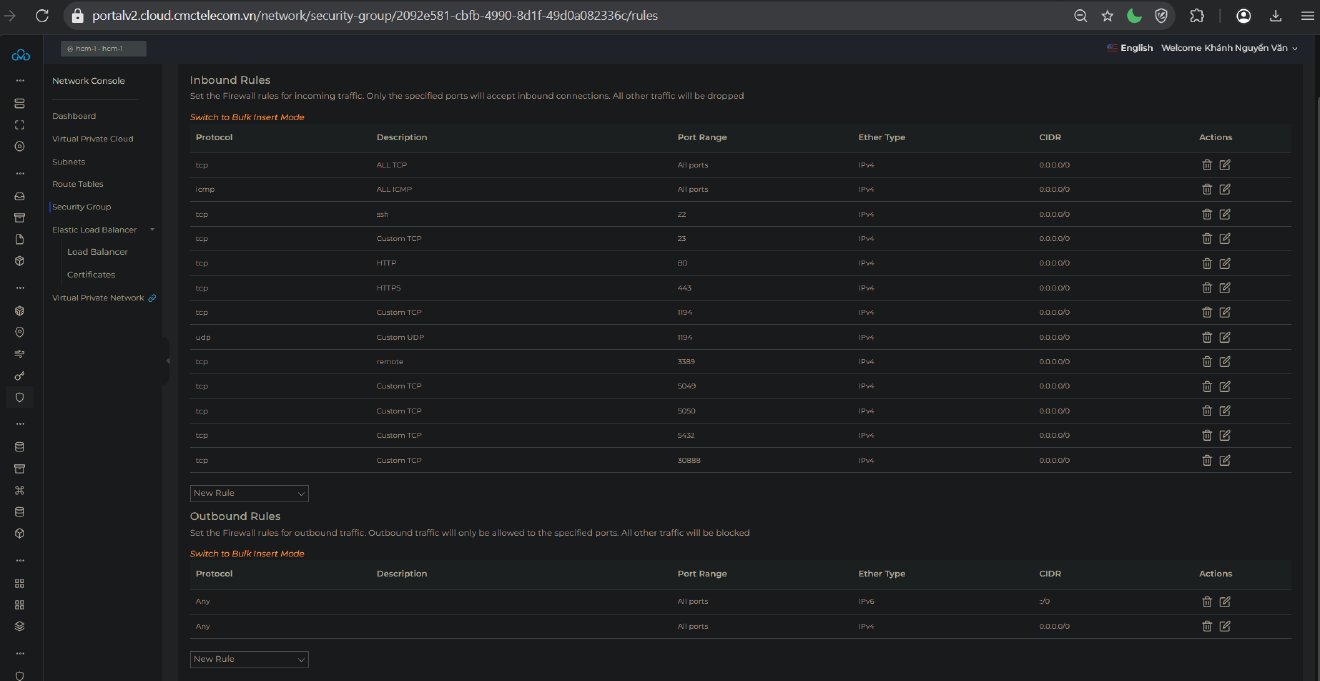 portalv2.cloud.cmctelecom.vn/network/security-group/2092e581-cbfb-4990-8d1f-49d0a082336c/rules
hcm-1 - hcm-1
English Welcome Khánh Nguyến Văn
Network Console
Dashboard
Virtual Private Cloud
Subnets
Route Tables
Security Group
Elastic Load Balancer
Load Balancer
Certificates
Virtual Private Network
Inbound Rules
Set the Firewall rules for incoming traffic. Only the specified ports will accept inbound connections. All other traffic will be dropped
Switch to Bulk Insert Mode
Protocol Description Port Range Ether Type CIDR Actions
tcp ALL TCP All ports IPv4 0.0.0.0/0
icmp ALL ICMP All ports IPv4 0.0.0.0/0
tcp ssh 22 IPv4 0.0.0.0/0
tcp Custom TCP 23 IPv4 0.0.0.0/0
tcp HTTP 80 IPv4 0.0.0.0/0
tcp HTTPS 443 IPv4 0.0.0.0/0
tcp Custom TCP 1194 IPv4 0.0.0.0/0
udp Custom UDP 1194 IPv4 0.0.0.0/0
tcp remote 3389 IPv4 0.0.0.0/0
tcp Custom TCP 5049 IPv4 0.0.0.0/0
tcp Custom TCP 5050 IPv4 0.0.0.0/0
tcp Custom TCP 5432 IPv4 0.0.0.0/0
tcp Custom TCP 30888 IPv4 0.0.0.0/0
New Rule
Outbound Rules
Set the Firewall rules for outbound traffic. Outbound traffic will only be allowed to the specified ports. All other traffic will be blocked
Switch to Bulk Insert Mode
Protocol Description Port Range Ether Type CIDR Actions
Any All ports IPv6 ::/0
Any All ports IPv4 0.0.0.0/0
New Rule